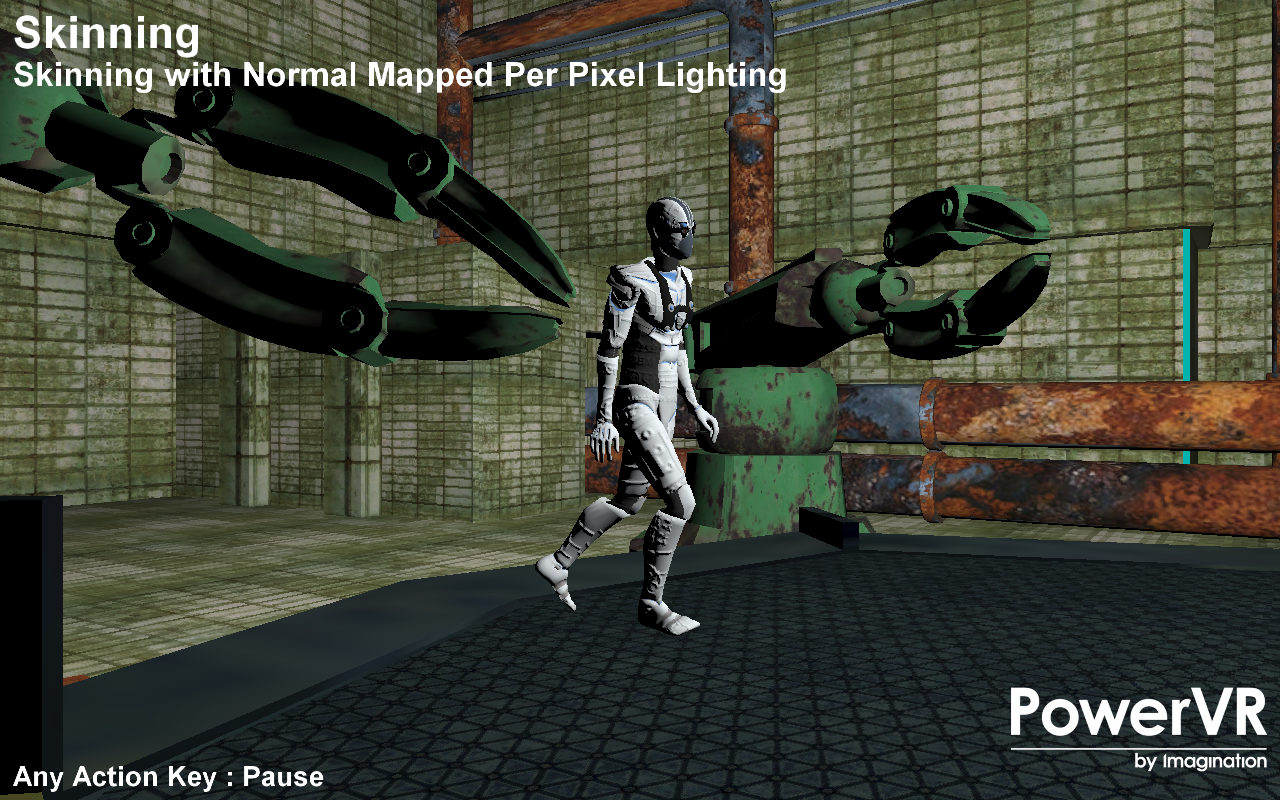 Skinning
Skinning with Normal Mapped Per Pixel Lighting
PowerVR
by Imagination
Any Action Key : Pause